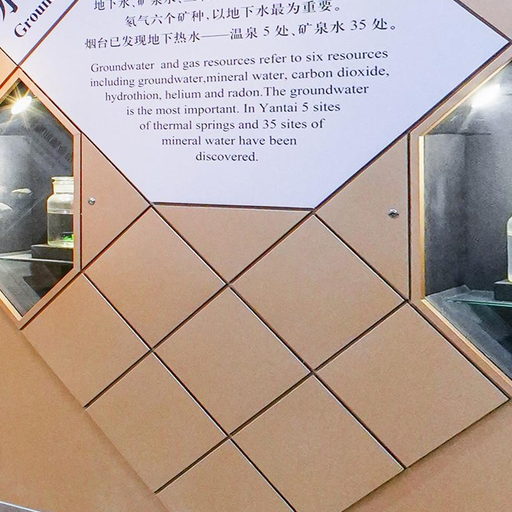 Groun
地下水、矿泉水、二
氡气六个矿种，以地下水最为重要。
烟台已发现地下热水——温泉 5 处、矿泉水 35 处。
Groundwater and gas resources refer to six resources
including groundwater,mineral water, carbon dioxide,
hydrothion, helium and radon.The groundwater
is the most important. In Yantai 5 sites
of thermal springs and 35 sites of
mineral water have been
discovered.